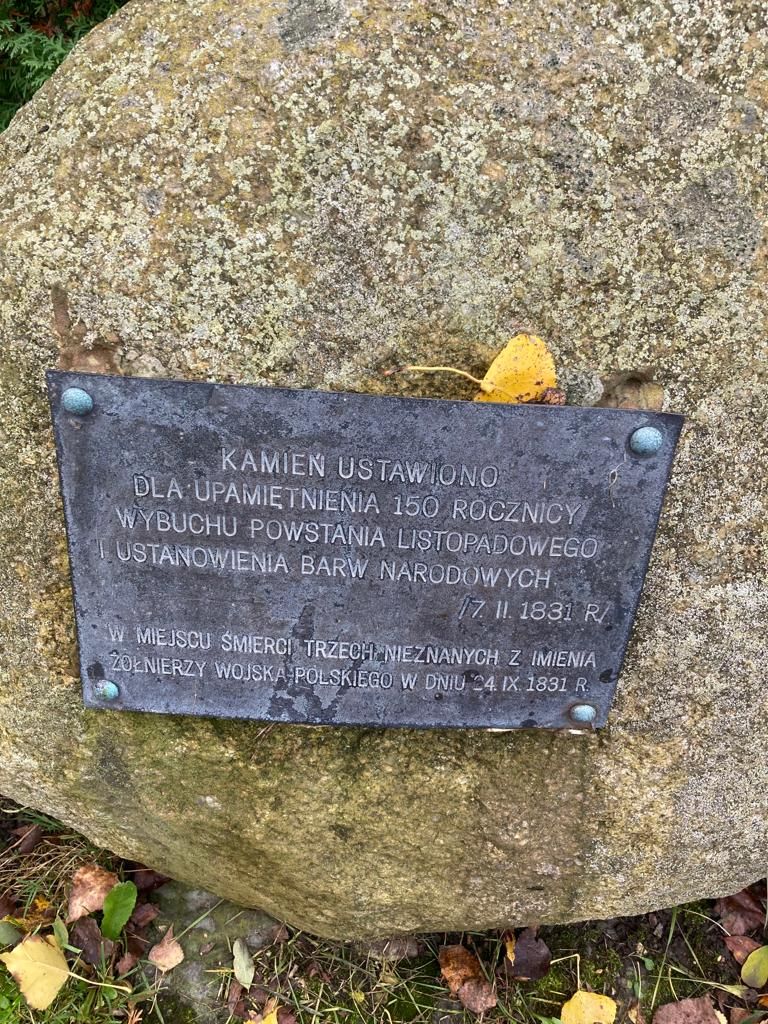 KAMIEŃ USTAWIONO
DLA UPAMIĘTNIENIA 150 ROCZNICY
WYBUCHU POWSTANIA LISTOPADOWEGO
I USTANOWIENIA BARW NARODOWYCH
/7. II. 1831 R/
W MIEJSCU ŚMIERCI TRZECH NIEZNANYCH Z IMIENIA
ŻOŁNIERZY WOJSKA POLSKIEGO W DNIU 24. IX. 1831 R.